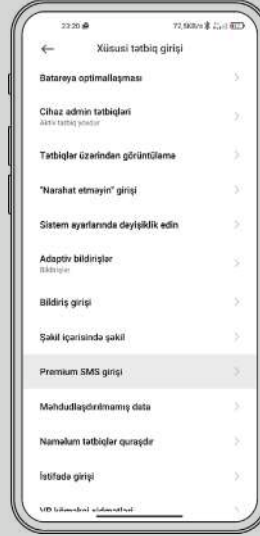 23:20
Xüsusi tətbiq girişi
Batareya optimallaşması
Cihaz admin tətbiqləri
Aktiv tətbiq yoxdur
Tətbiqlər üzərindən görüntüləmə
"Narahat etməyin" girişi
Sistem ayarlarında dəyişiklik edin
Adaptiv bildirişlər
Bildirişlər
Bildiriş girişi
Şəkil içərisində şəkil
Premium SMS girişi
Məhdudlaşdırılmamış data
Naməlum tətbiqlər quraşdır
İstifadə girişi